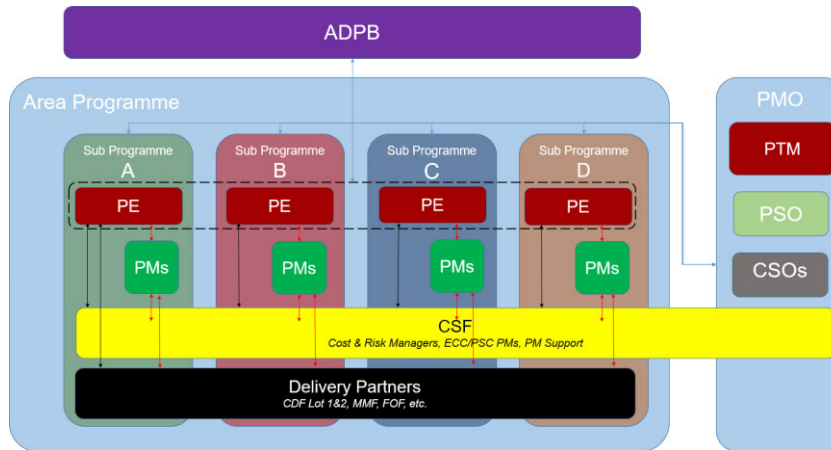 ADPB
Area Programme
PMO
Sub Programme
A
Sub Programme
B
Sub Programme
C
Sub Programme
D
PE
PE
PE
PE
PTM
PMs
PMs
PMs
PMs
PSO
CSOs
CSF
Cost & Risk Managers, ECC/PSC PMs, PM Support
Delivery Partners
CDF Lot 1&2, MMF, FOF, etc.